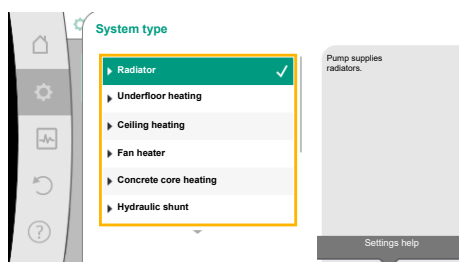 System type
Radiator
Underfloor heating
Ceiling heating
Fan heater
Concrete core heating
Hydraulic shunt
Pump supplies
radiators.
Settings help
?